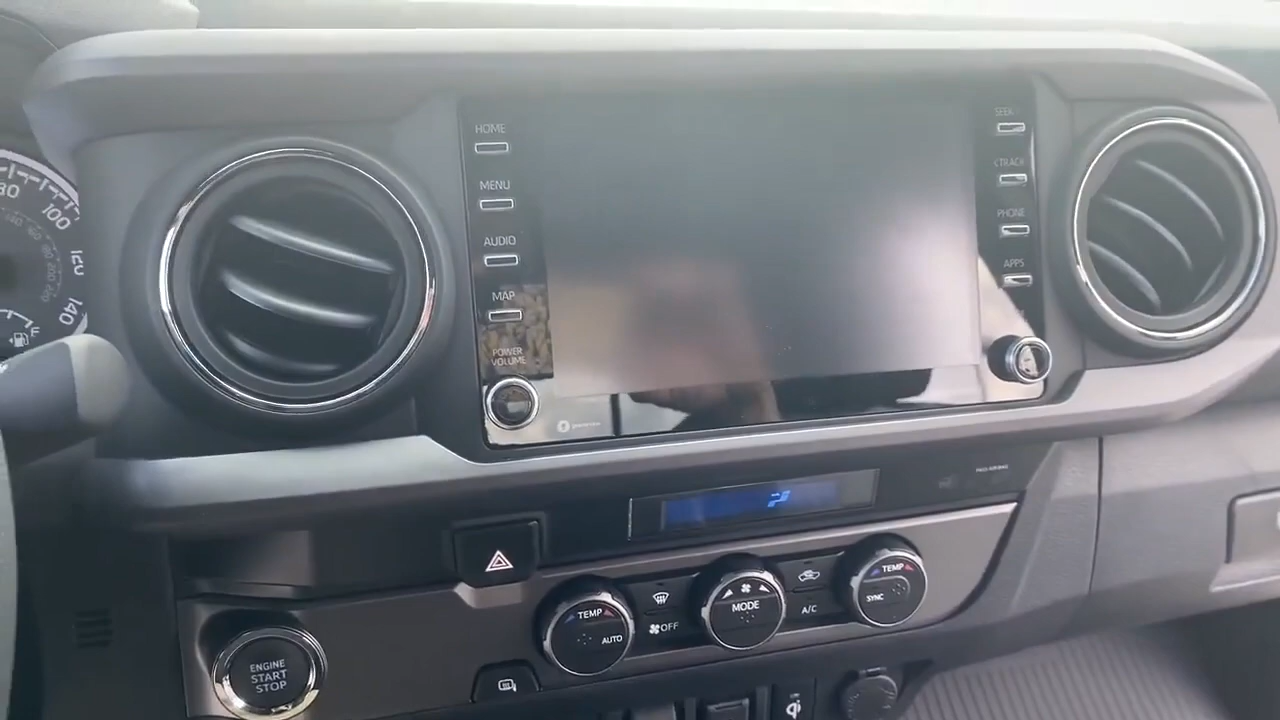 80
100
120
140
F
HOME
MENU
AUDIO
MAP
POWER
VOLUME
SEEK
TRACK
PHONE
APPS
ENGINE
START
STOP
TEMP
AUTO
OFF
MODE
A/C
TEMP
SYNC